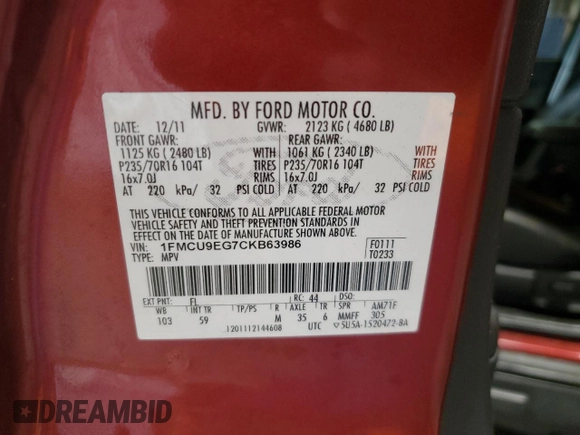 MFD. BY FORD MOTOR CO.
DATE: 12/11 GVWR: 2123 KG ( 4680 LB)
FRONT GAWR: REAR GAWR:
1125 KG ( 2480 LB) WITH 1061 KG ( 2340 LB) WITH
P235/70R16 104T TIRES P235/70R16 104T TIRES
16x7.0J RIMS 16x7.0J RIMS
AT 220 kPa/ 32 PSI COLD AT 220 kPa/ 32 PSI COLD
THIS VEHICLE CONFORMS TO ALL APPLICABLE FEDERAL MOTOR
VEHICLE SAFETY AND THEFT PREVENTION STANDARDS IN
EFFECT ON THE DATE OF MANUFACTURE SHOWN ABOVE.
VIN: 1FMCU9EG7CKB63986 F0111
TYPE: MPV T0233
EXT PNT: FI RC: 44 DSO:
WB INT TR TP/PS R AXLE TR SPR AM71F
103 59 M 35 6 MMFF 305
1201112144608 UTC 5U5A-1520472-BA
DREAMBID